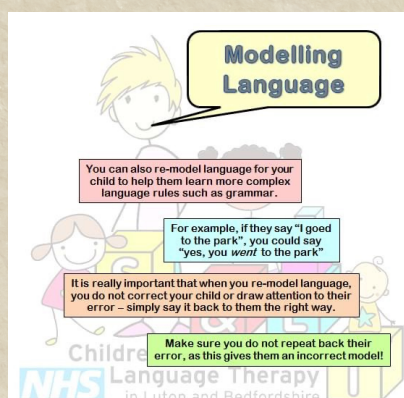 Modelling
Language
You can also re-model language for your
child to help them learn more complex
language rules such as grammar.
For example, if they say "I goed
to the park", you could say
"yes, you went to the park"
It is really important that when you re-model language,
you do not correct your child or draw attention to their
error – simply say it back to them the right way.
Make sure you do not repeat back their
error, as this gives them an incorrect model!
Childre
NHS Language Therapy
in Luton and Bedfordshire